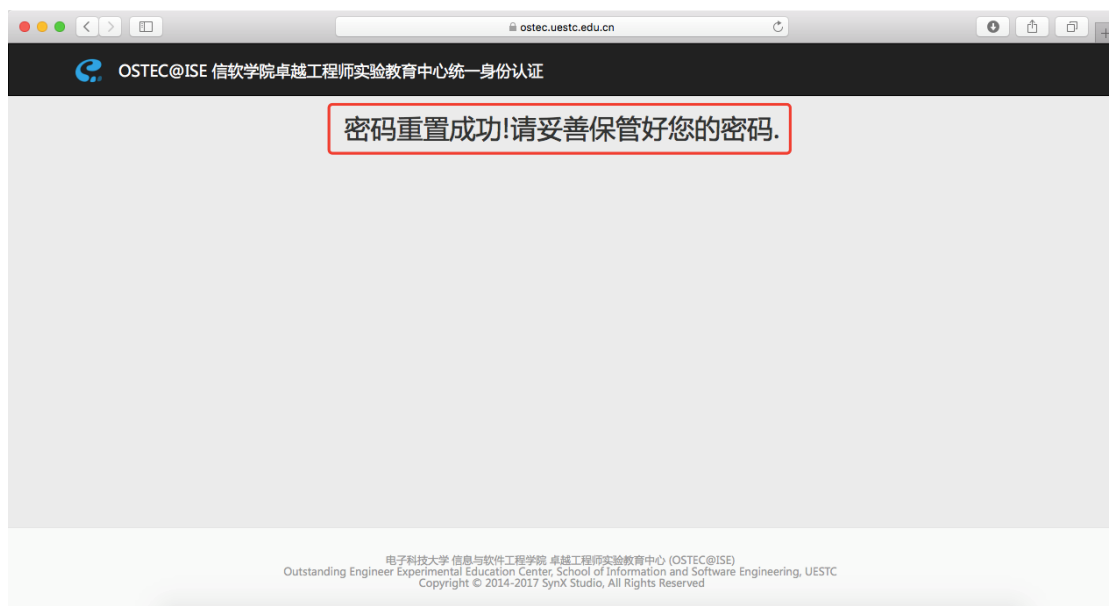 ostec.uestc.edu.cn
OSTEC@ISE 信软学院卓越工程师实验教育中心统一身份认证
密码重置成功!请妥善保管好您的密码.
电子科技大学 信息与软件工程学院 卓越工程师实验教育中心 (OSTEC@ISE)
Outstanding Engineer Experimental Education Center, School of Information and Software Engineering, UESTC
Copyright © 2014-2017 SynX Studio, All Rights Reserved